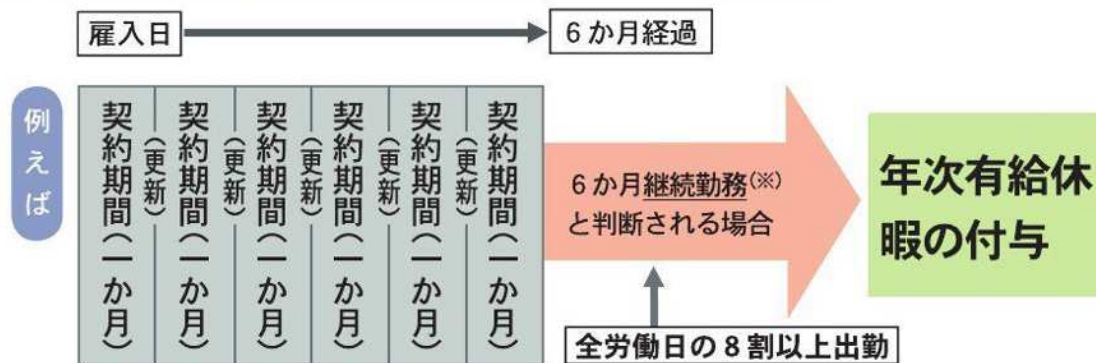 雇入日
6か月経過
例えば
契約期間(一か月)
(更新)
契約期間(一か月)
(更新)
契約期間(一か月)
(更新)
契約期間(一か月)
(更新)
契約期間(一か月)
(更新)
契約期間(一か月)
6か月継続勤務(※)
と判断される場合
全労働日の8割以上出勤
年次有給休
暇の付与